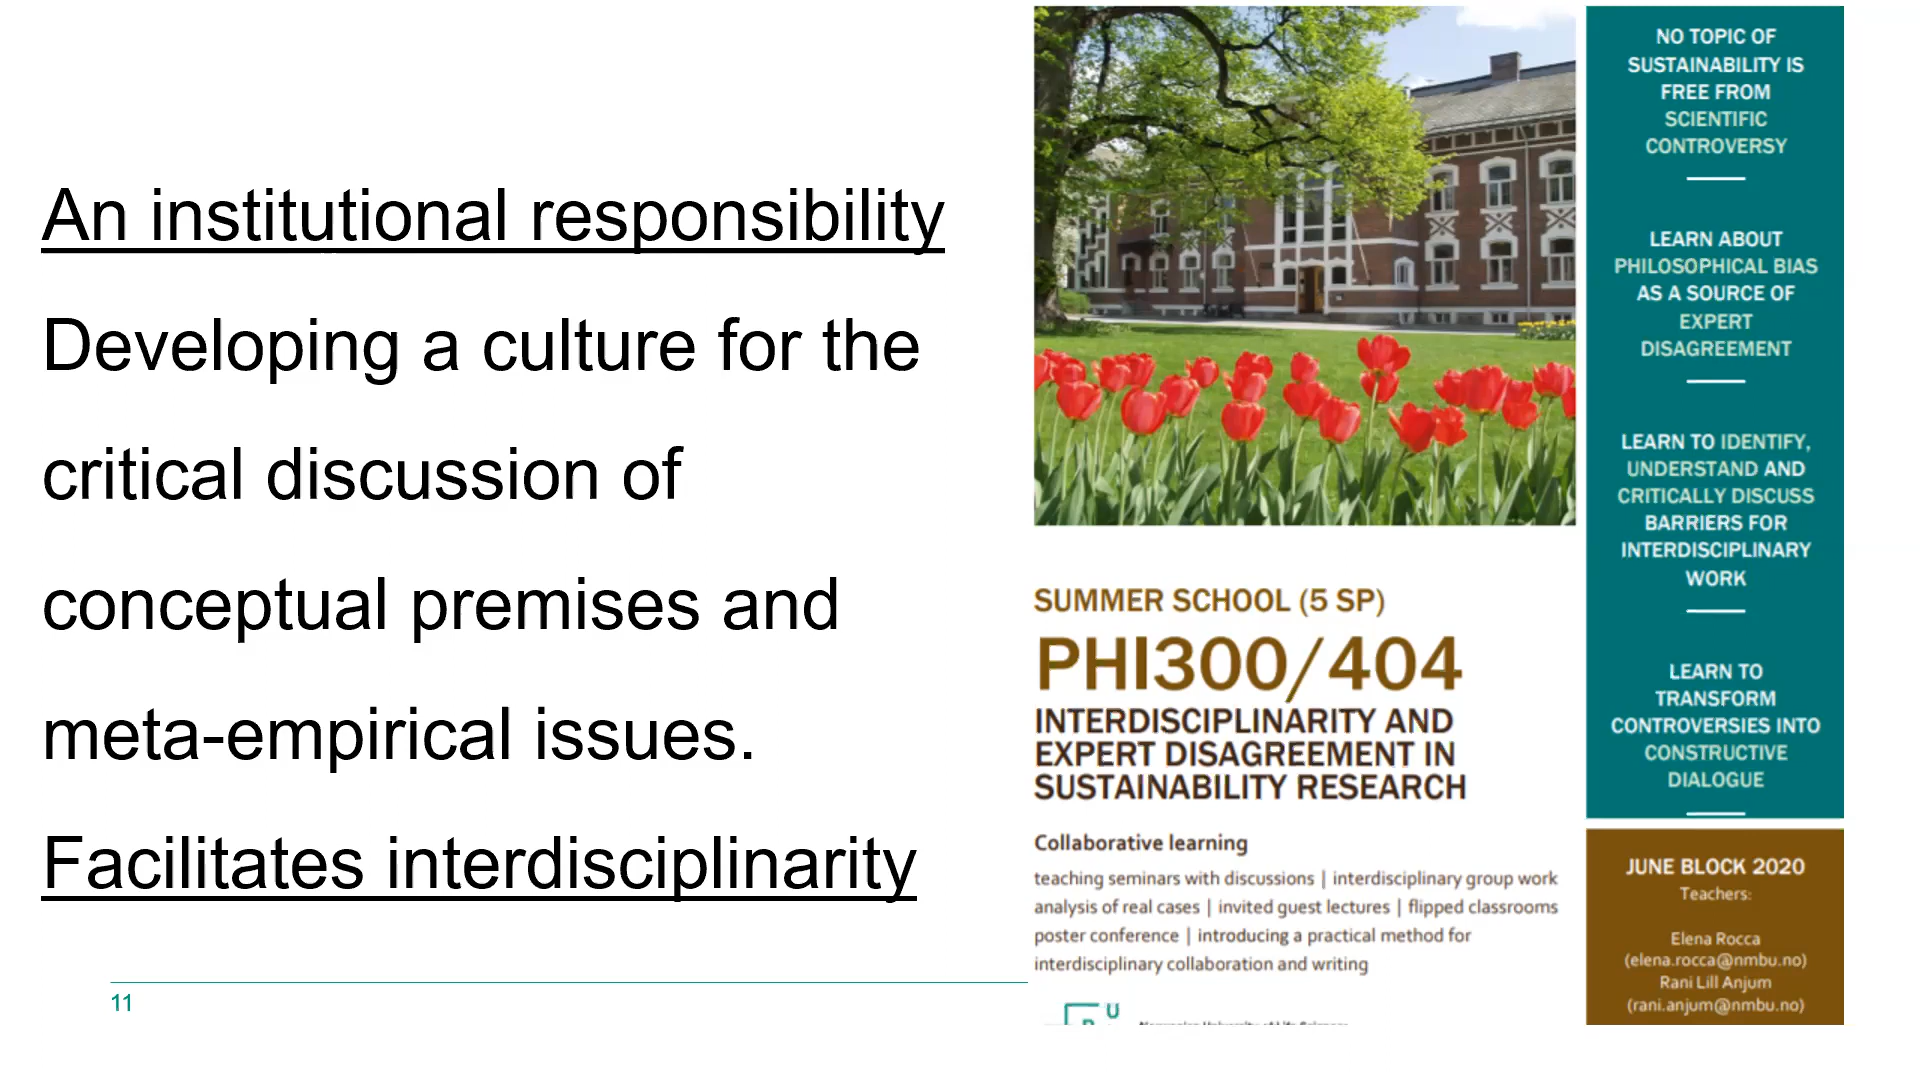 An institutional responsibility
Developing a culture for the
critical discussion of
conceptual premises and
meta-empirical issues.
Facilitates interdisciplinarity
11
SUMMER SCHOOL (5 SP)
PHI300/404
INTERDISCIPLINARITY AND
EXPERT DISAGREEMENT IN
SUSTAINABILITY RESEARCH
Collaborative learning
teaching seminars with discussions | interdisciplinary group work
analysis of real cases | invited guest lectures | flipped classrooms
poster conference | introducing a practical method for
interdisciplinary collaboration and writing
U
NO TOPIC OF
SUSTAINABILITY IS
FREE FROM
SCIENTIFIC
CONTROVERSY
LEARN ABOUT
PHILOSOPHICAL BIAS
AS A SOURCE OF
EXPERT
DISAGREEMENT
LEARN TO IDENTIFY,
UNDERSTAND AND
CRITICALLY DISCUSS
BARRIERS FOR
INTERDISCIPLINARY
WORK
LEARN TO
TRANSFORM
CONTROVERSIES INTO
CONSTRUCTIVE
DIALOGUE
JUNE BLOCK 2020
Teachers:
Elena Rocca
(elena.rocca@nmbu.no)
Rani Lill Anjum
(rani.anjum@nmbu.no)